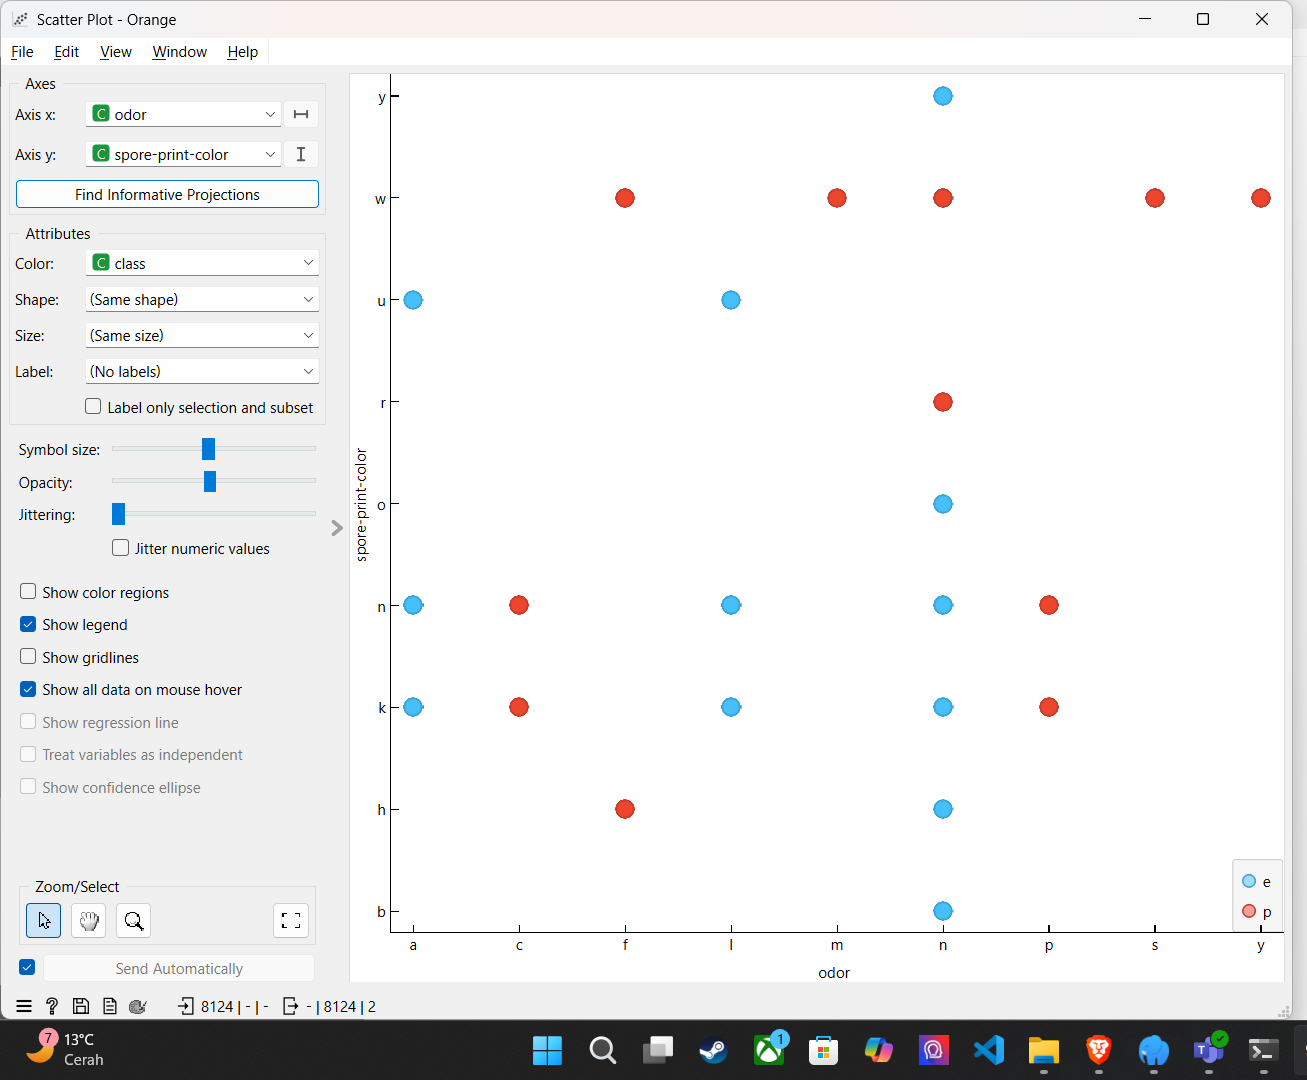 Scatter Plot - Orange
File Edit View Window Help
Axes
Axis x: C odor
Axis y: C spore-print-color
Find Informative Projections
Attributes
Color: C class
Shape: (Same shape)
Size: (Same size)
Label: (No labels)
Label only selection and subset
Symbol size:
Opacity:
Jittering:
Jitter numeric values
Show color regions
Show legend
Show gridlines
Show all data on mouse hover
Show regression line
Treat variables as independent
Show confidence ellipse
Zoom/Select
Send Automatically
? 8124 | - | - - | 8124 | 2
spore-print-color
y
w
u
r
o
n
k
h
b
a c f l m n p s y
odor
e
p
7 13°C
Cerah
1
T